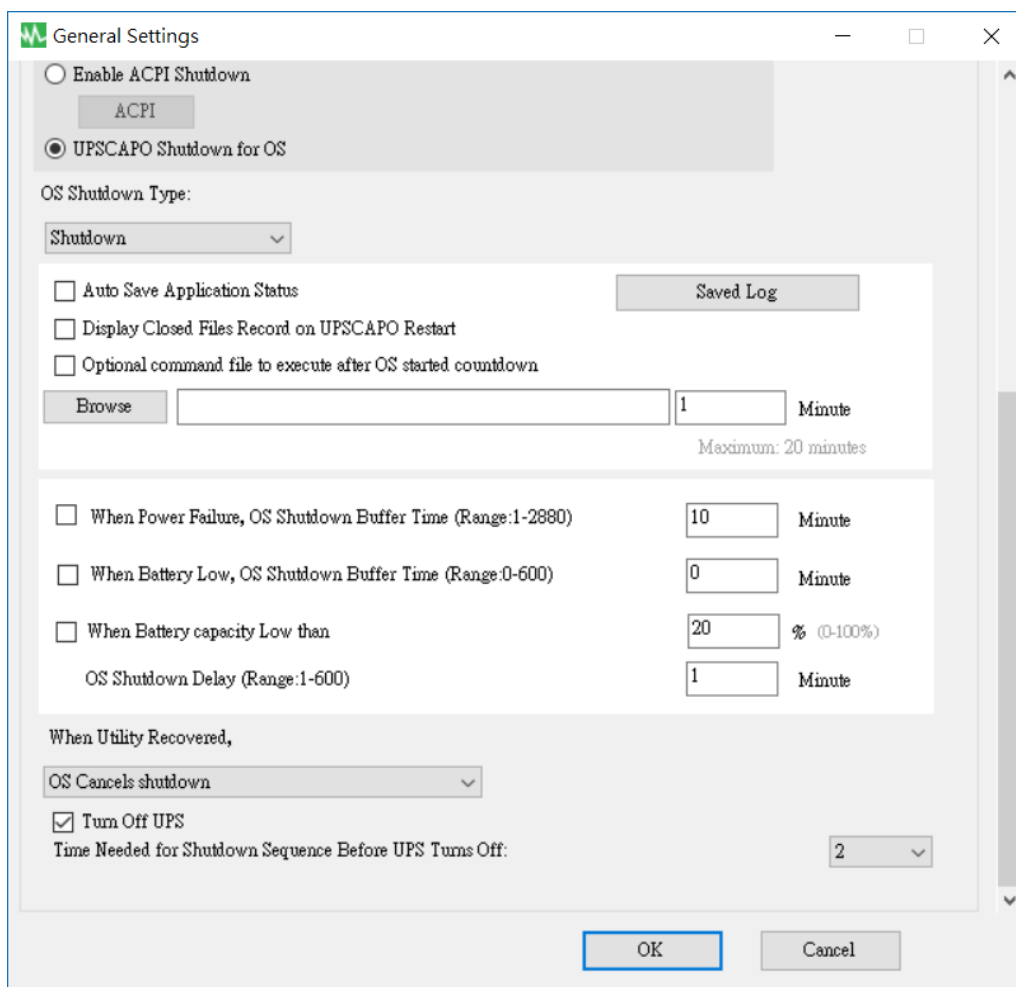 General Settings
Enable ACPI Shutdown
ACPI
UPSCAPO Shutdown for OS
OS Shutdown Type:
Shutdown
Auto Save Application Status
Saved Log
Display Closed Files Record on UPSCAPO Restart
Optional command file to execute after OS started countdown
Browse
1
Minute
Maximum: 20 minutes
When Power Failure, OS Shutdown Buffer Time (Range:1-2880)
10
Minute
When Battery Low, OS Shutdown Buffer Time (Range:0-600)
0
Minute
When Battery capacity Low than
20
% (0-100%)
OS Shutdown Delay (Range:1-600)
1
Minute
When Utility Recovered,
OS Cancels shutdown
Turn Off UPS
Time Needed for Shutdown Sequence Before UPS Turns Off:
2
OK
Cancel